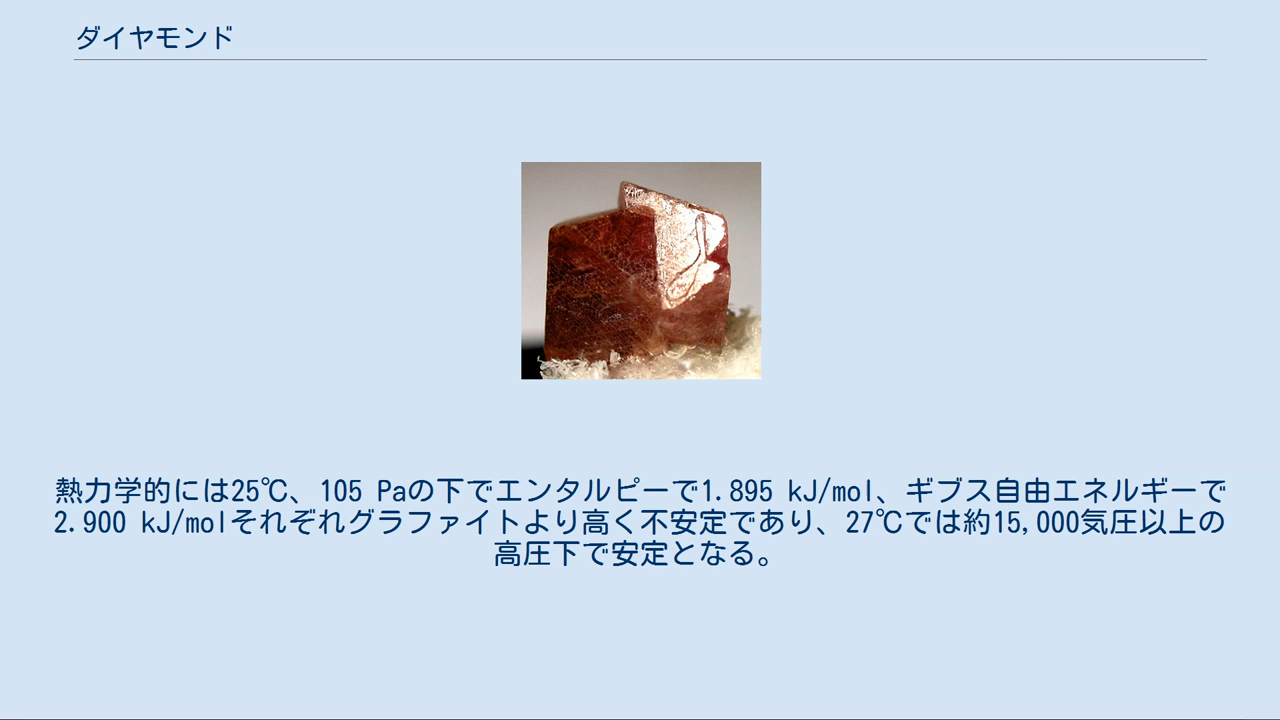 ダイヤモンド
熱力学的には25℃、105 Paの下でエンタルピーで1.895 kJ/mol、ギブス自由エネルギーで
2.900 kJ/molそれぞれグラファイトより高く不安定であり、27℃では約15,000気圧以上の
高圧下で安定となる。